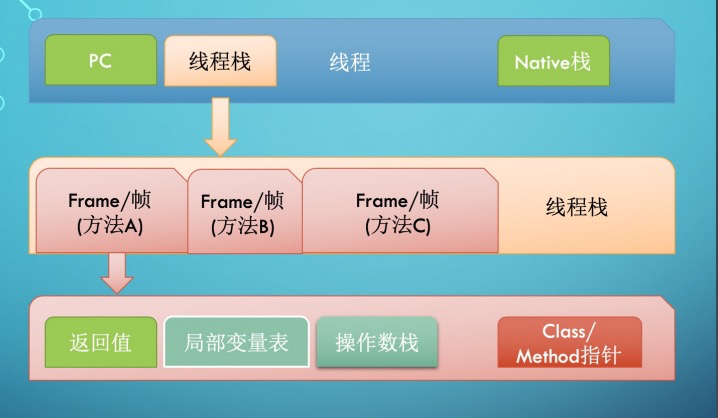 PC
线程栈
线程
Native栈
Frame/帧
(方法A)
Frame/帧
(方法B)
Frame/帧
(方法C)
线程栈
返回值
局部变量表
操作数栈
Class/
Method指针